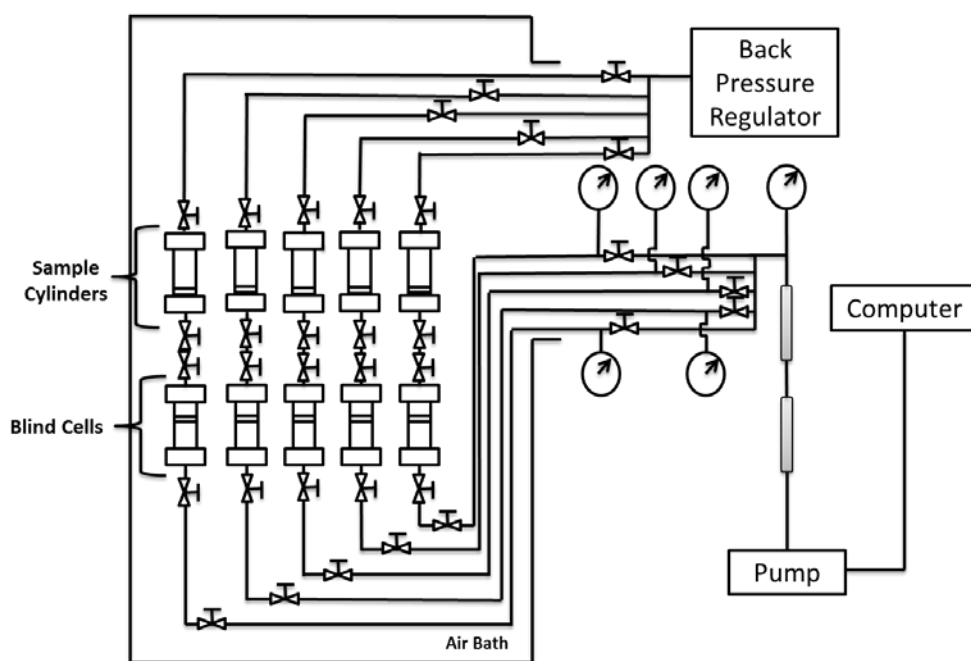 Back
Pressure
Regulator
Sample
Cylinders
Computer
Blind Cells
Pump
Air Bath